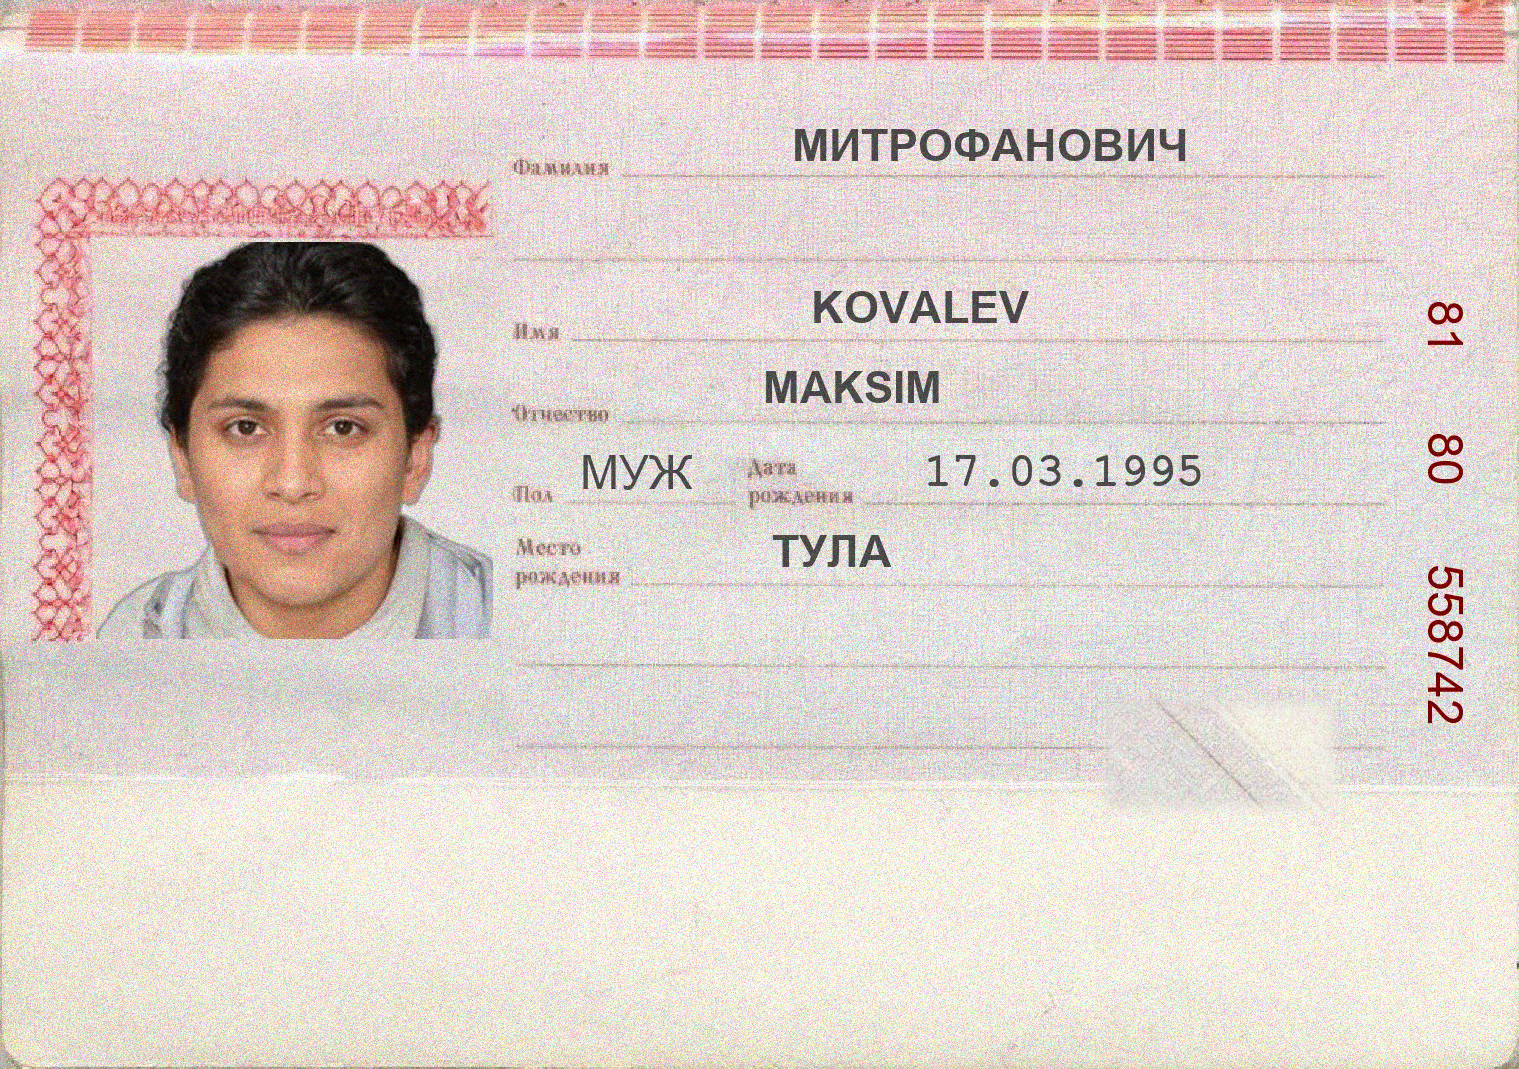 Фамилия МИТРОФАНОВИЧ
Имя KOVALEV
Отчество MAKSIM
Пол МУЖ Дата рождения 17.03.1995
Место рождения ТУЛА
81 80 558742